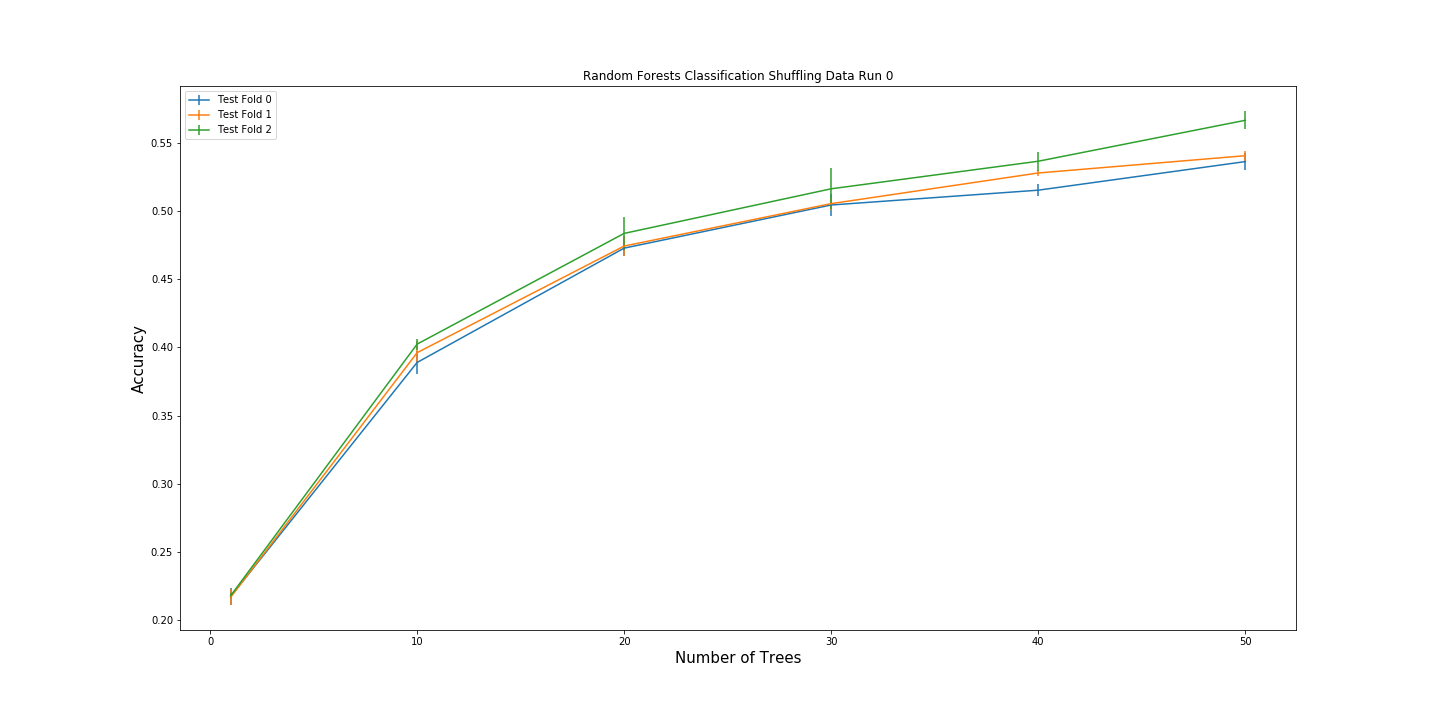 Random Forests Classification Shuffling Data Run 0
Test Fold 0
Test Fold 1
Test Fold 2
0.55
0.50
0.45
0.40
0.35
0.30
0.25
0.20
Accuracy
0 10 20 30 40 50
Number of Trees